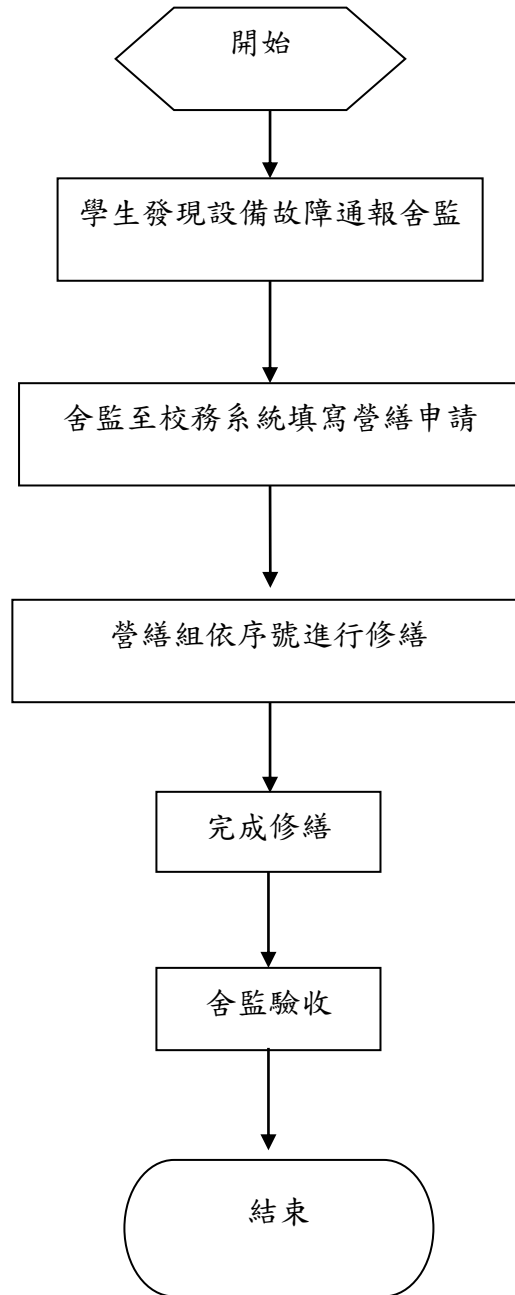 開始
學生發現設備故障通報舍監
舍監至校務系統填寫營繕申請
營繕組依序號進行修繕
完成修繕
舍監驗收
結束